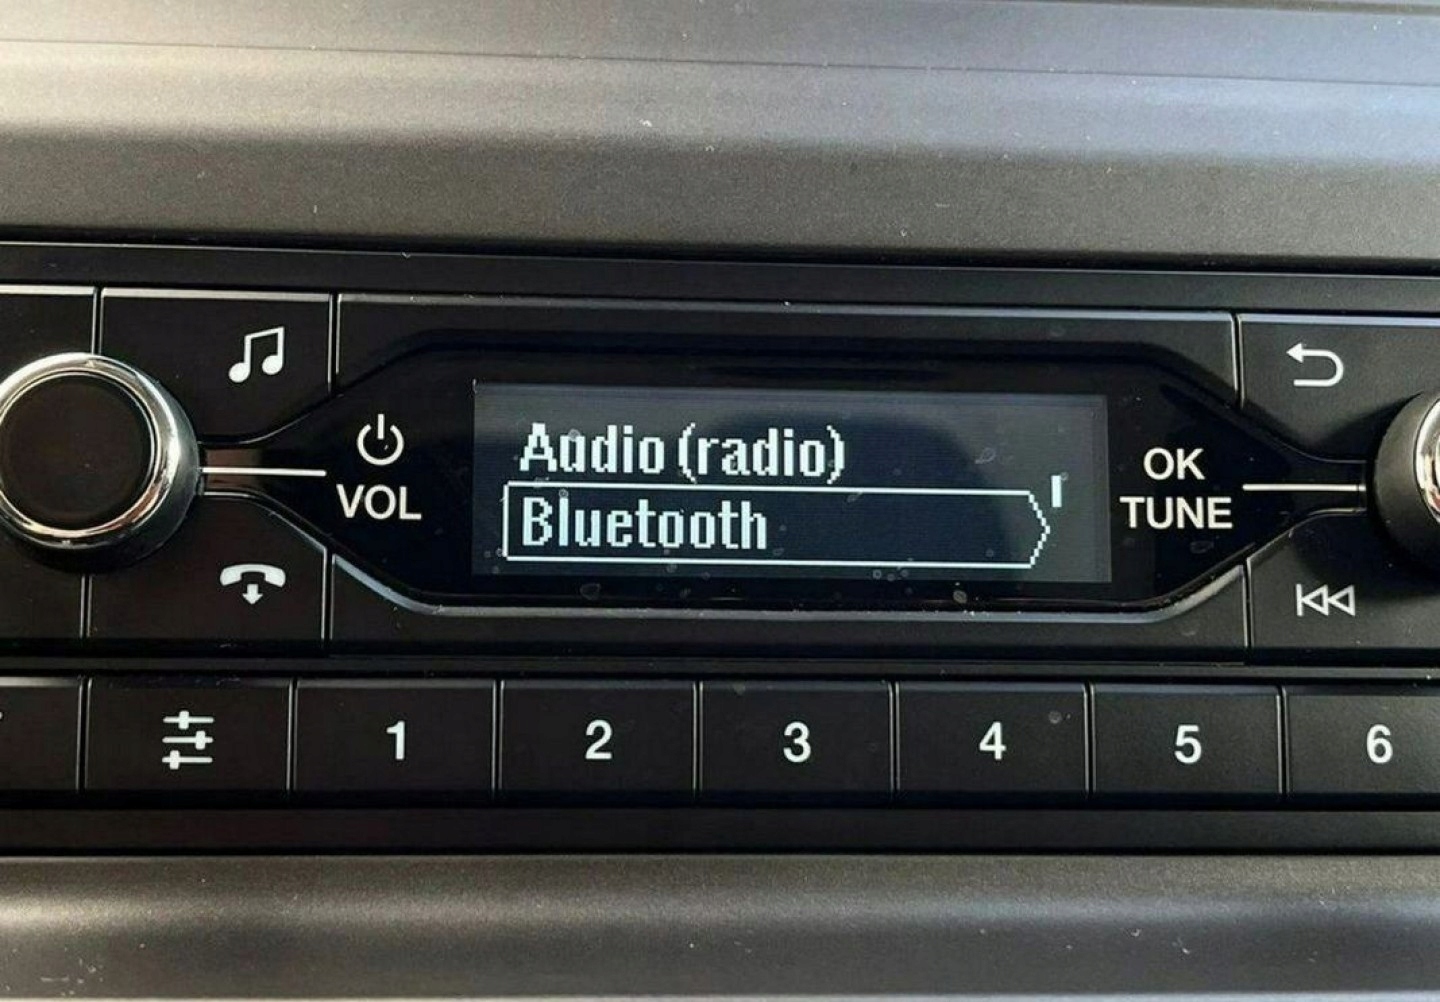 Audio (radio)
Bluetooth
VOL
OK
TUNE
1
2
3
4
5
6